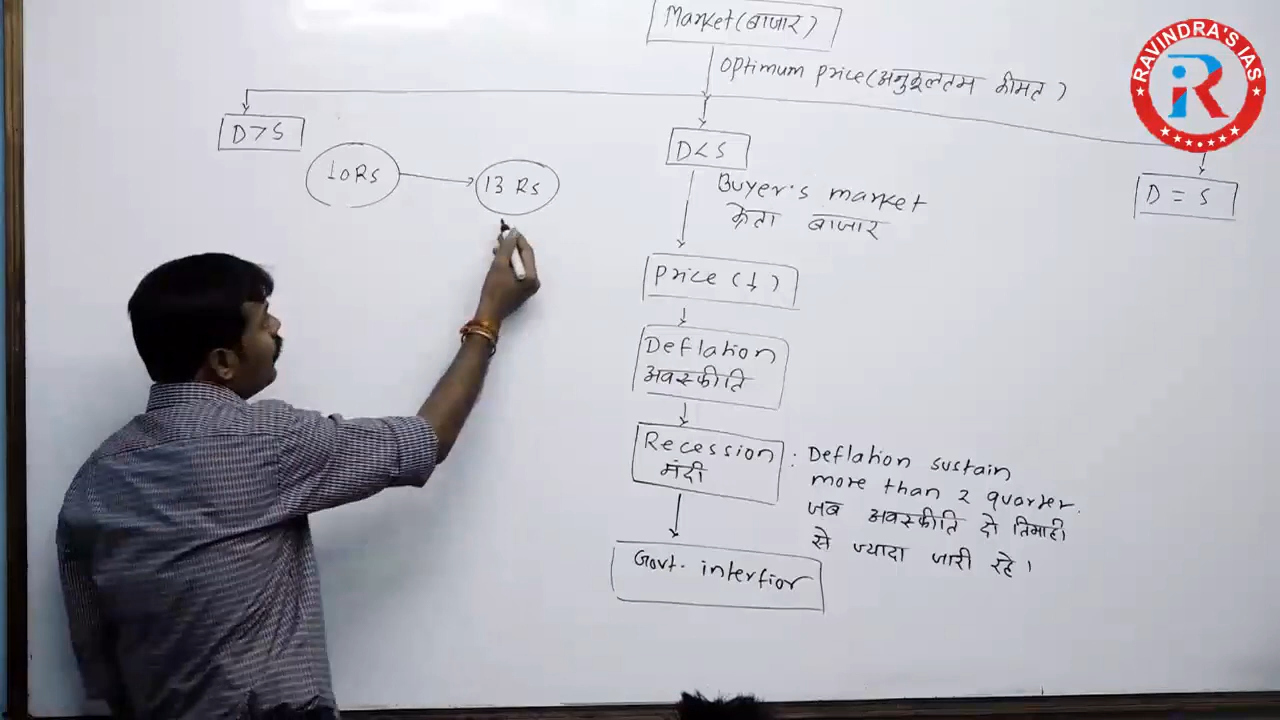 Market(बाजार)
Optimum price(अनुकूलतम कीमत)
D > S
10 Rs
13 Rs
D < S
D = S
Buyer's market
क्रेता बाजार
Price (↓)
Deflation
अवस्फीति
Recession
मंदी
: Deflation sustain
more than 2 quarter.
जब अवस्फीति दो तिमाही
से ज्यादा जारी रहे।
Govt. interfior
RAVINDRA'S IAS
iR